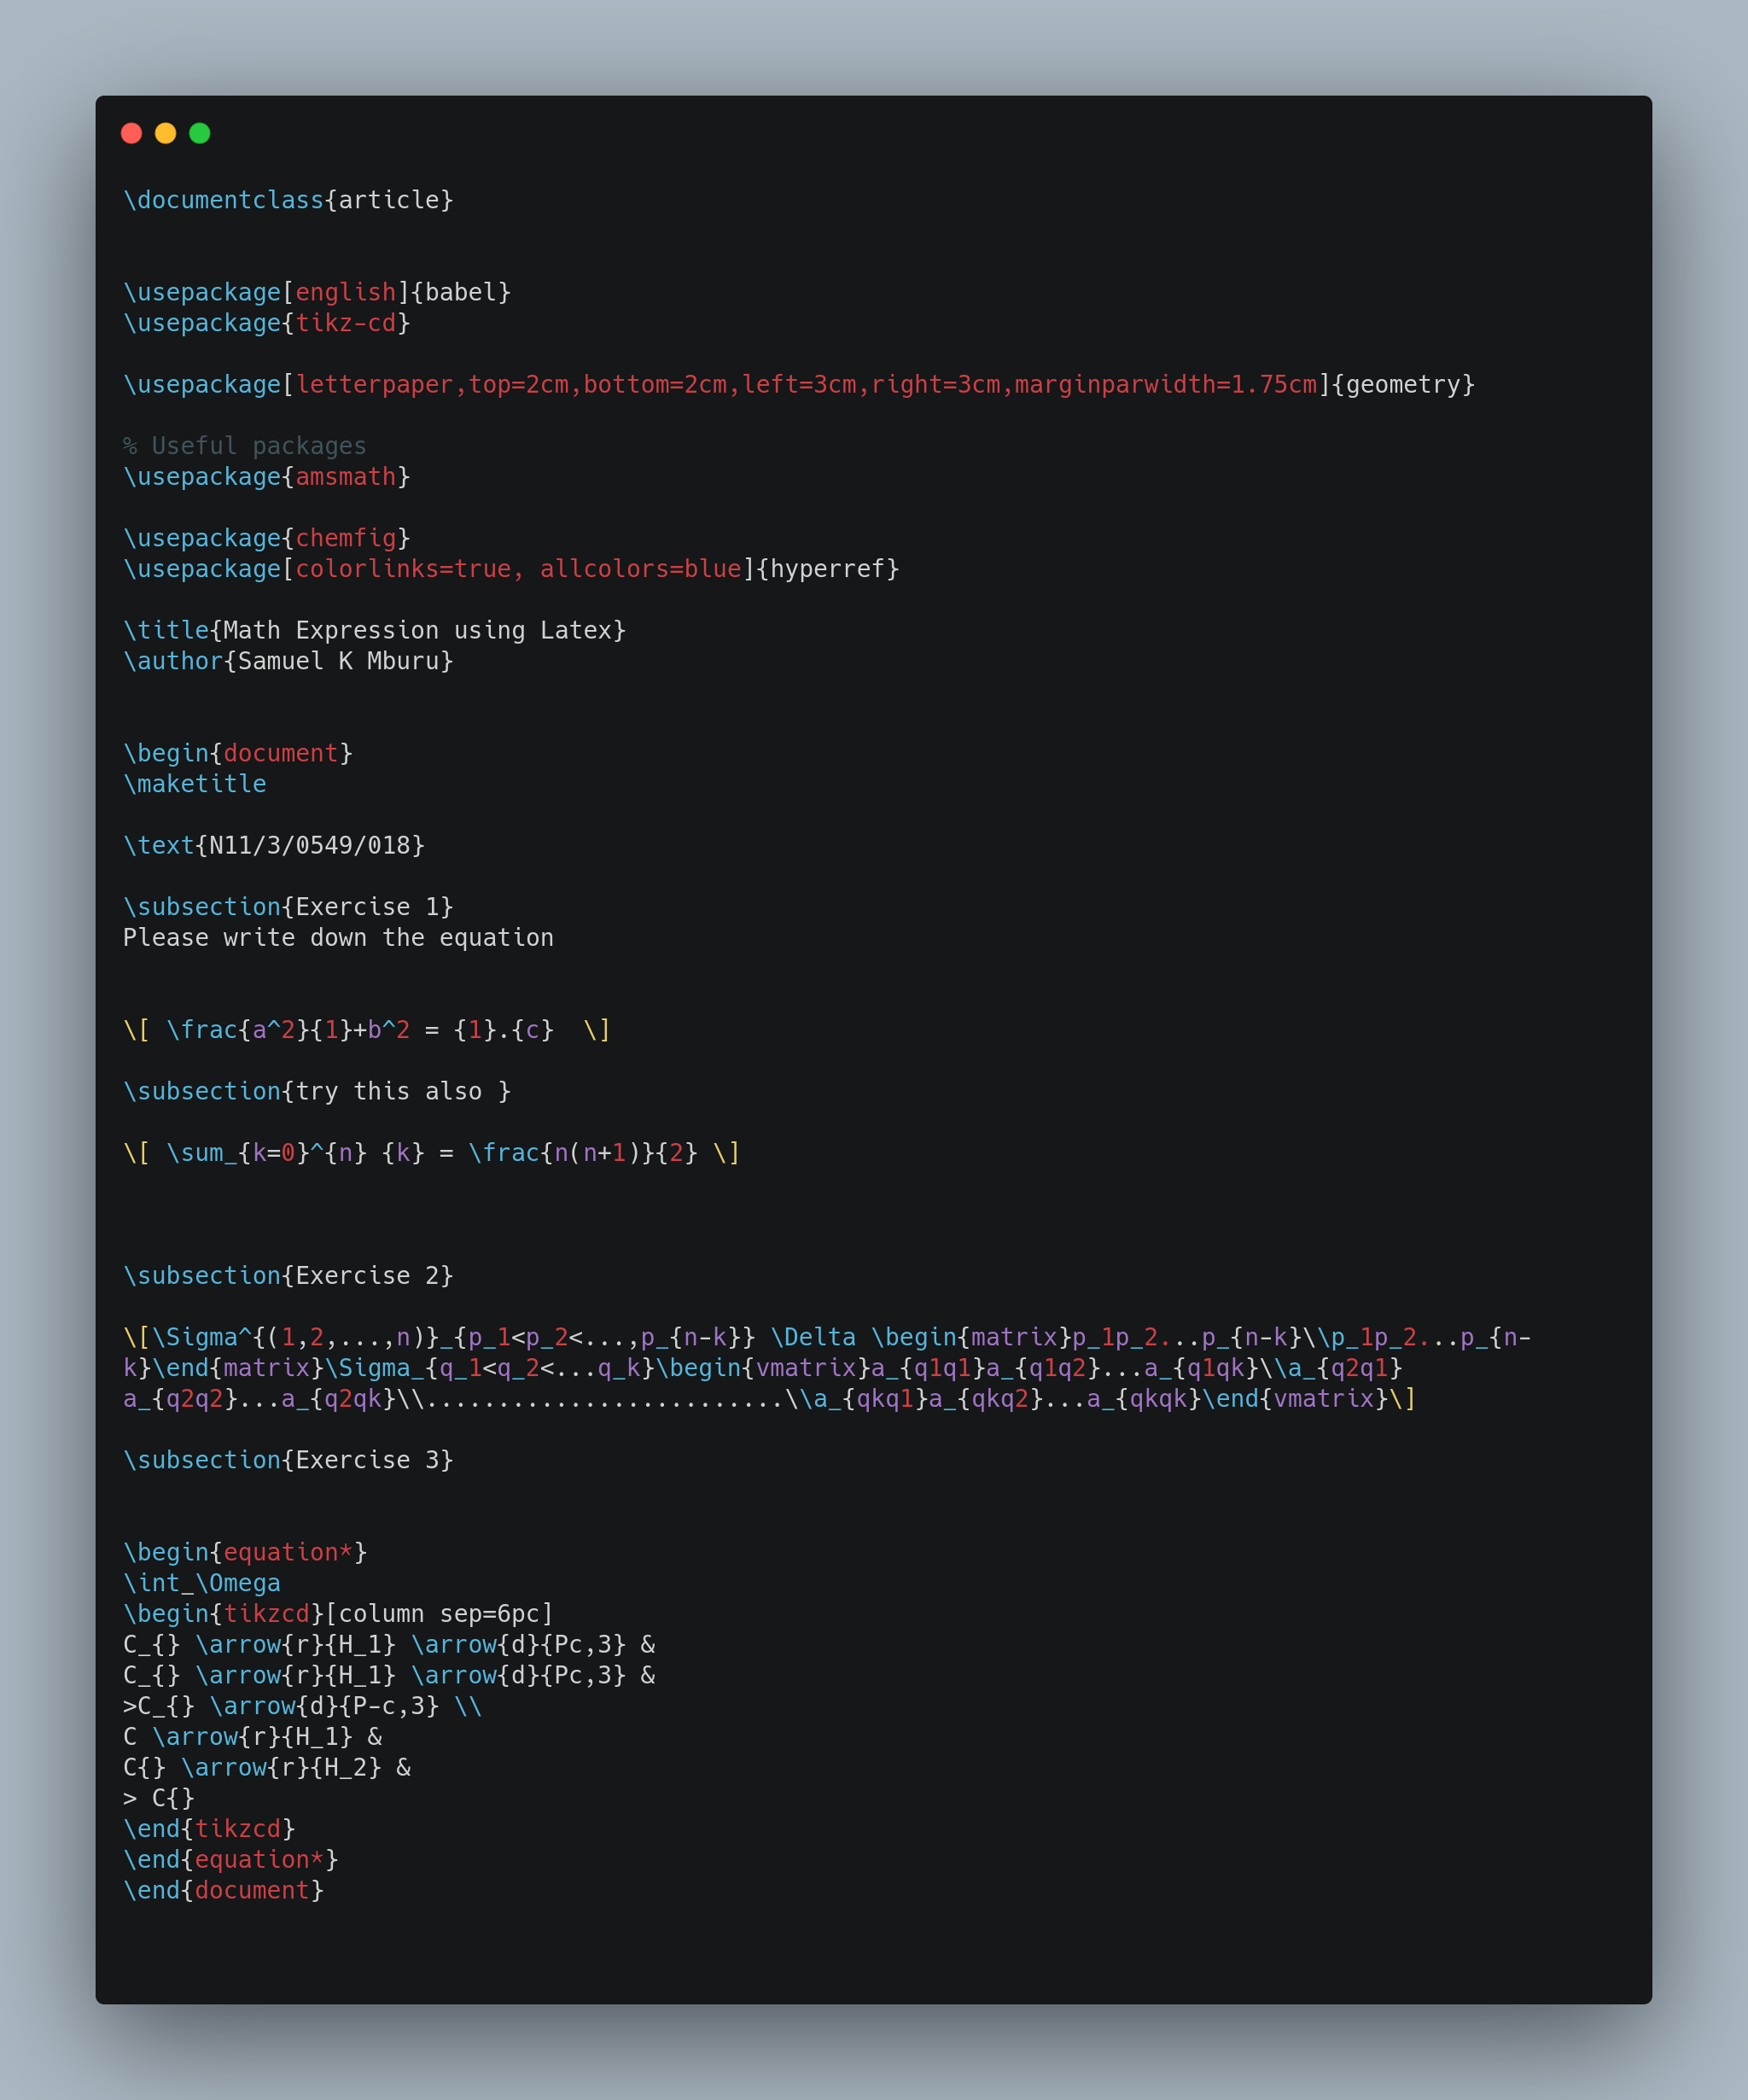 \documentclass{article}
\usepackage[english]{babel}
\usepackage{tikz-cd}
\usepackage[letterpaper,top=2cm,bottom=2cm,left=3cm,right=3cm,marginparwidth=1.75cm]{geometry}
% Useful packages
\usepackage{amsmath}
\usepackage{chemfig}
\usepackage[colorlinks=true, allcolors=blue]{hyperref}
\title{Math Expression using Latex}
\author{Samuel K Mburu}
\begin{document}
\maketitle
\text{N11/3/0549/018}
\subsection{Exercise 1}
Please write down the equation
\[ \frac{a^2}{1}+b^2 = {1}.{c}  \]
\subsection{try this also }
\[ \sum_{k=0}^{n} {k} = \frac{n(n+1)}{2} \]
\subsection{Exercise 2}
\[\Sigma^{(1,2,...,n)}_{p_1<p_2<...,p_{n-k}} \Delta \begin{matrix}p_1p_2...p_{n-k}\\p_1p_2...p_{n-
k}\end{matrix}\Sigma_{q_1<q_2<...q_k}\begin{vmatrix}a_{q1q1}a_{q1q2}...a_{q1qk}\\a_{q2q1}
a_{q2q2}...a_{q2qk}\\.........................\\a_{qkq1}a_{qkq2}...a_{qkqk}\end{vmatrix}\]
\subsection{Exercise 3}
\begin{equation*}
\int_\Omega
\begin{tikzcd}[column sep=6pc]
C_{} \arrow{r}{H_1} \arrow{d}{Pc,3} &
C_{} \arrow{r}{H_1} \arrow{d}{Pc,3} &
>C_{} \arrow{d}{P-c,3} \\
C \arrow{r}{H_1} &
C{} \arrow{r}{H_2} &
> C{}
\end{tikzcd}
\end{equation*}
\end{document}